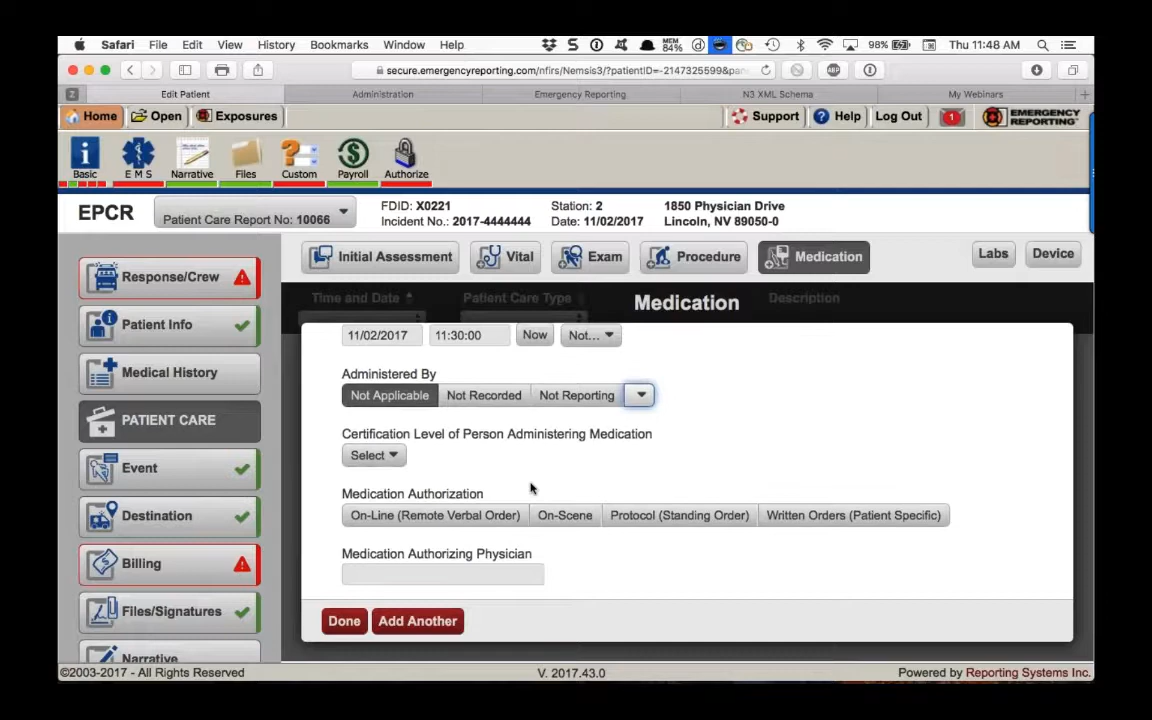 Safari File Edit View History Bookmarks Window Help MEM 84% 98% Thu 11:48 AM
secure.emergencyreporting.com/nfirs/Nemsis3/?patientID=-2147325599&pan
ABP
Z Edit Patient Administration Emergency Reporting N3 XML Schema My Webinars
Home Open Exposures Support Help Log Out 1 EMERGENCY REPORTING
Basic EMS Narrative Files Custom Payroll Authorize
EPCR
Patient Care Report No: 10066
FDID: X0221
Incident No.: 2017-4444444
Station: 2
Date: 11/02/2017
1850 Physician Drive
Lincoln, NV 89050-0
Response/Crew
Patient Info
Medical History
PATIENT CARE
Event
Destination
Billing
Files/Signatures
Narrative
Initial Assessment Vital Exam Procedure Medication Labs Device
Time and Date Patient Care Type Medication Description
11/02/2017 11:30:00 Now Not...
Administered By
Not Applicable Not Recorded Not Reporting
Certification Level of Person Administering Medication
Select
Medication Authorization
On-Line (Remote Verbal Order) On-Scene Protocol (Standing Order) Written Orders (Patient Specific)
Medication Authorizing Physician
Done Add Another
©2003-2017 - All Rights Reserved V. 2017.43.0 Powered by Reporting Systems Inc.